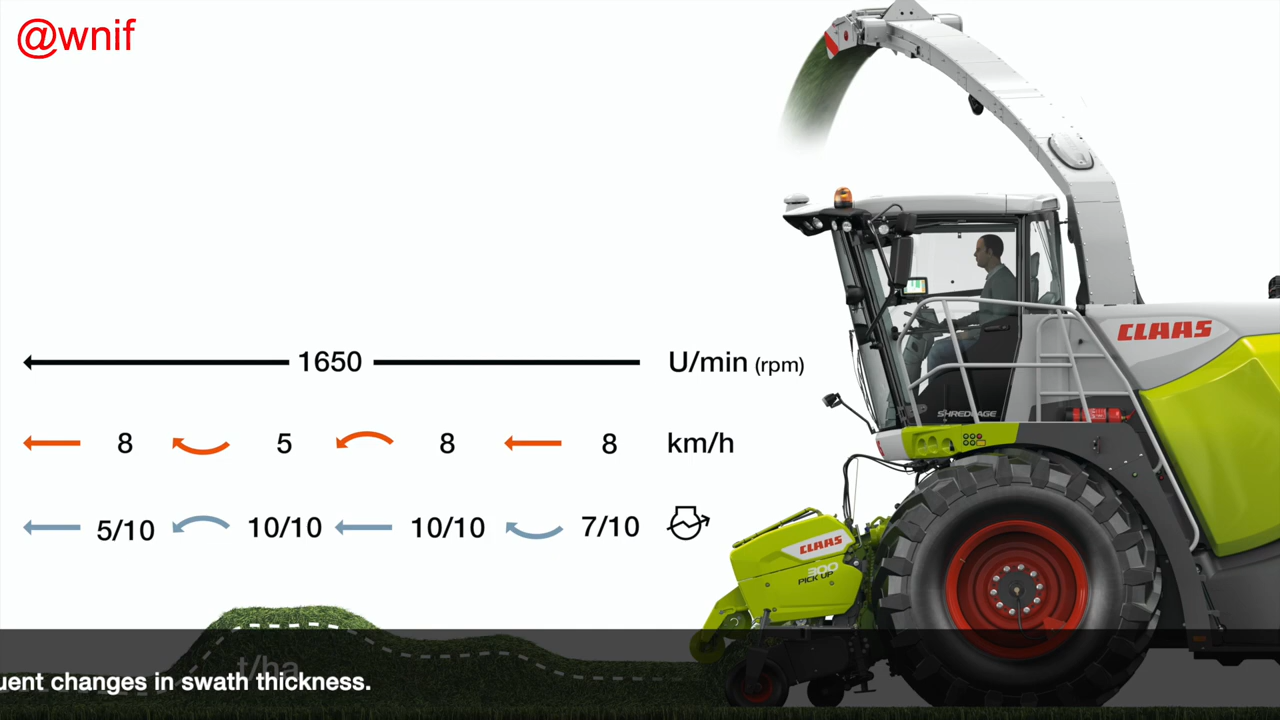 @wnif
1650
U/min (rpm)
8 5 8 8 km/h
5/10 10/10 10/10 7/10
CLAAS
SHREDLAGE
CLAAS
300
PICK UP
t/ha
uent changes in swath thickness.